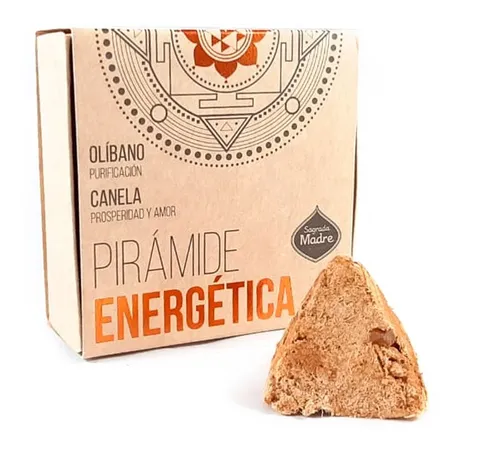 OLÍBANO
PURIFICACIÓN
CANELA
PROSPERIDAD Y AMOR
PIRÁMIDE
ENERGÉTICA
Sagrada
Madre